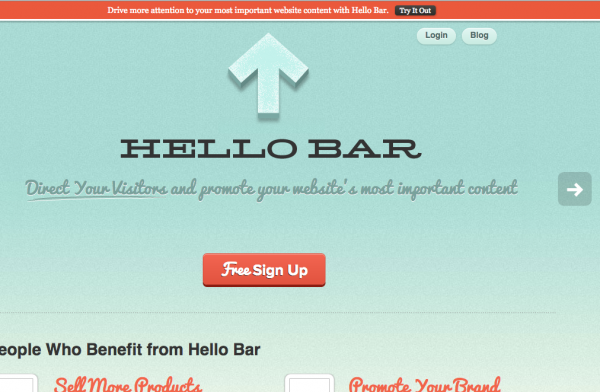 Drive more attention to your most important website content with Hello Bar. Try It Out
Login Blog
HELLO BAR
Direct Your Visitors and promote your website's most important content
Free Sign Up
eople Who Benefit from Hello Bar
Sell More Products Promote Your Brand